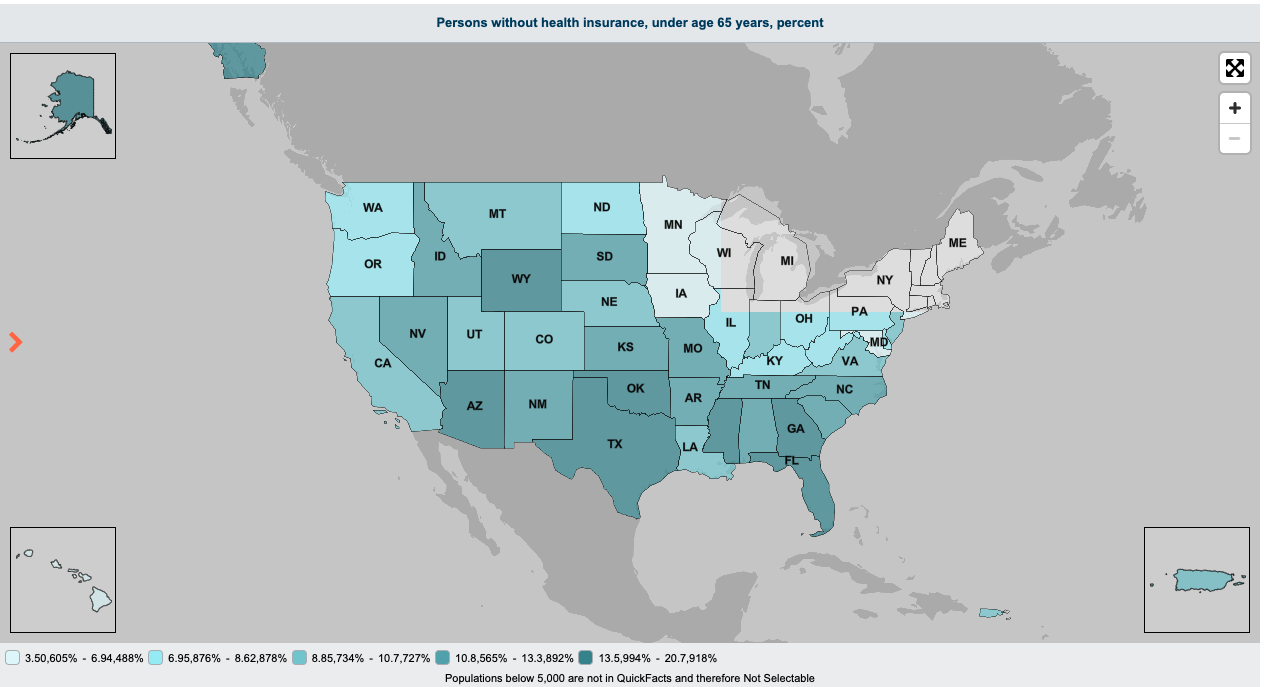 Persons without health insurance, under age 65 years, percent
+
−
WA
MT
ND
MN
ME
OR
ID
SD
WI
MI
NY
WY
IA
NE
PA
IL
OH
NV
UT
CO
MD
CA
KS
MO
KY
VA
TN
NC
AZ
NM
OK
AR
GA
TX
LA
FL
3.50,605% - 6.94,488% 6.95,876% - 8.62,878% 8.85,734% - 10.7,727% 10.8,565% - 13.3,892% 13.5,994% - 20.7,918%
Populations below 5,000 are not in QuickFacts and therefore Not Selectable